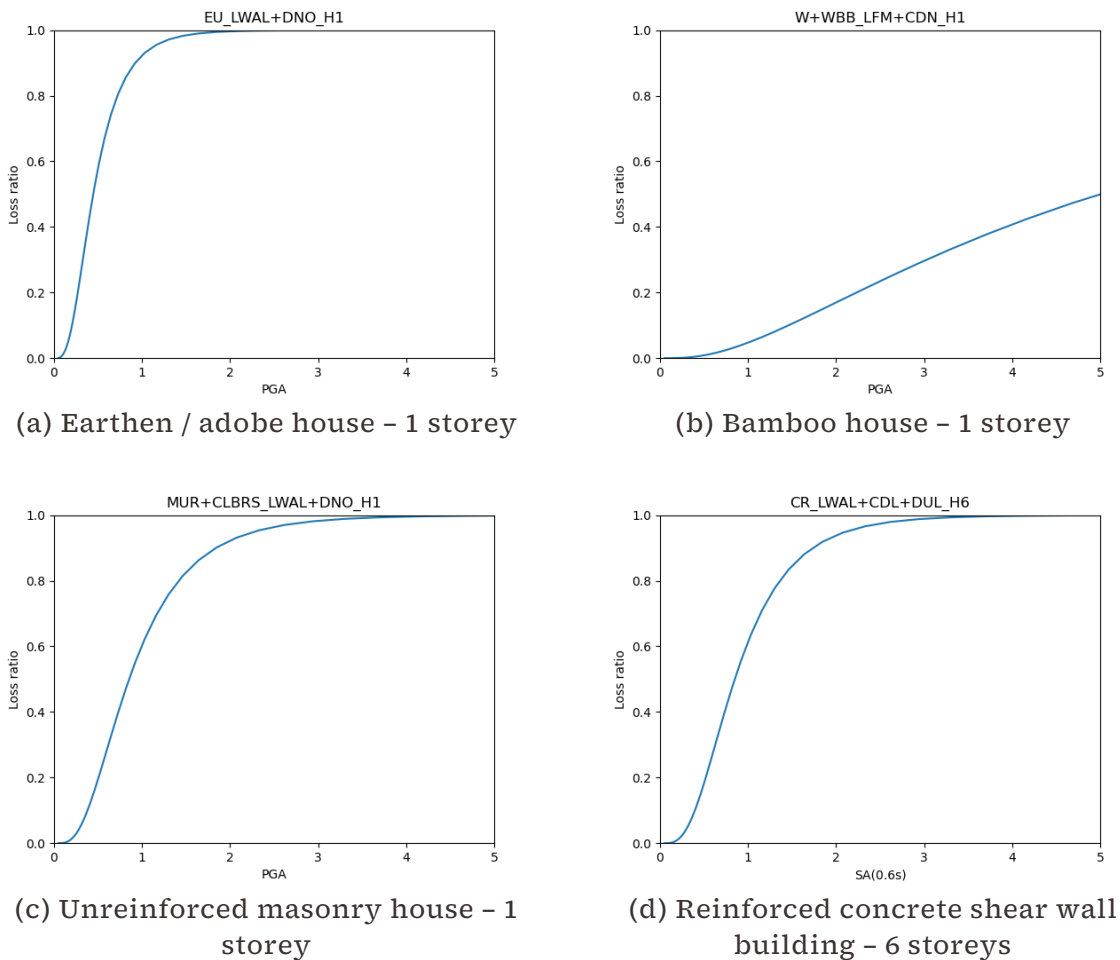 EU_LWAL+DNO_H1
1.0
0.8
0.6
0.4
0.2
0.0
Loss ratio
0 1 2 3 4 5
PGA
(a) Earthen / adobe house – 1 storey
W+WBB_LFM+CDN_H1
1.0
0.8
0.6
0.4
0.2
0.0
Loss ratio
0 1 2 3 4 5
PGA
(b) Bamboo house – 1 storey
MUR+CLBRS_LWAL+DNO_H1
1.0
0.8
0.6
0.4
0.2
0.0
Loss ratio
0 1 2 3 4 5
PGA
(c) Unreinforced masonry house – 1
storey
CR_LWAL+CDL+DUL_H6
1.0
0.8
0.6
0.4
0.2
0.0
Loss ratio
0 1 2 3 4 5
SA(0.6s)
(d) Reinforced concrete shear wall
building – 6 storeys